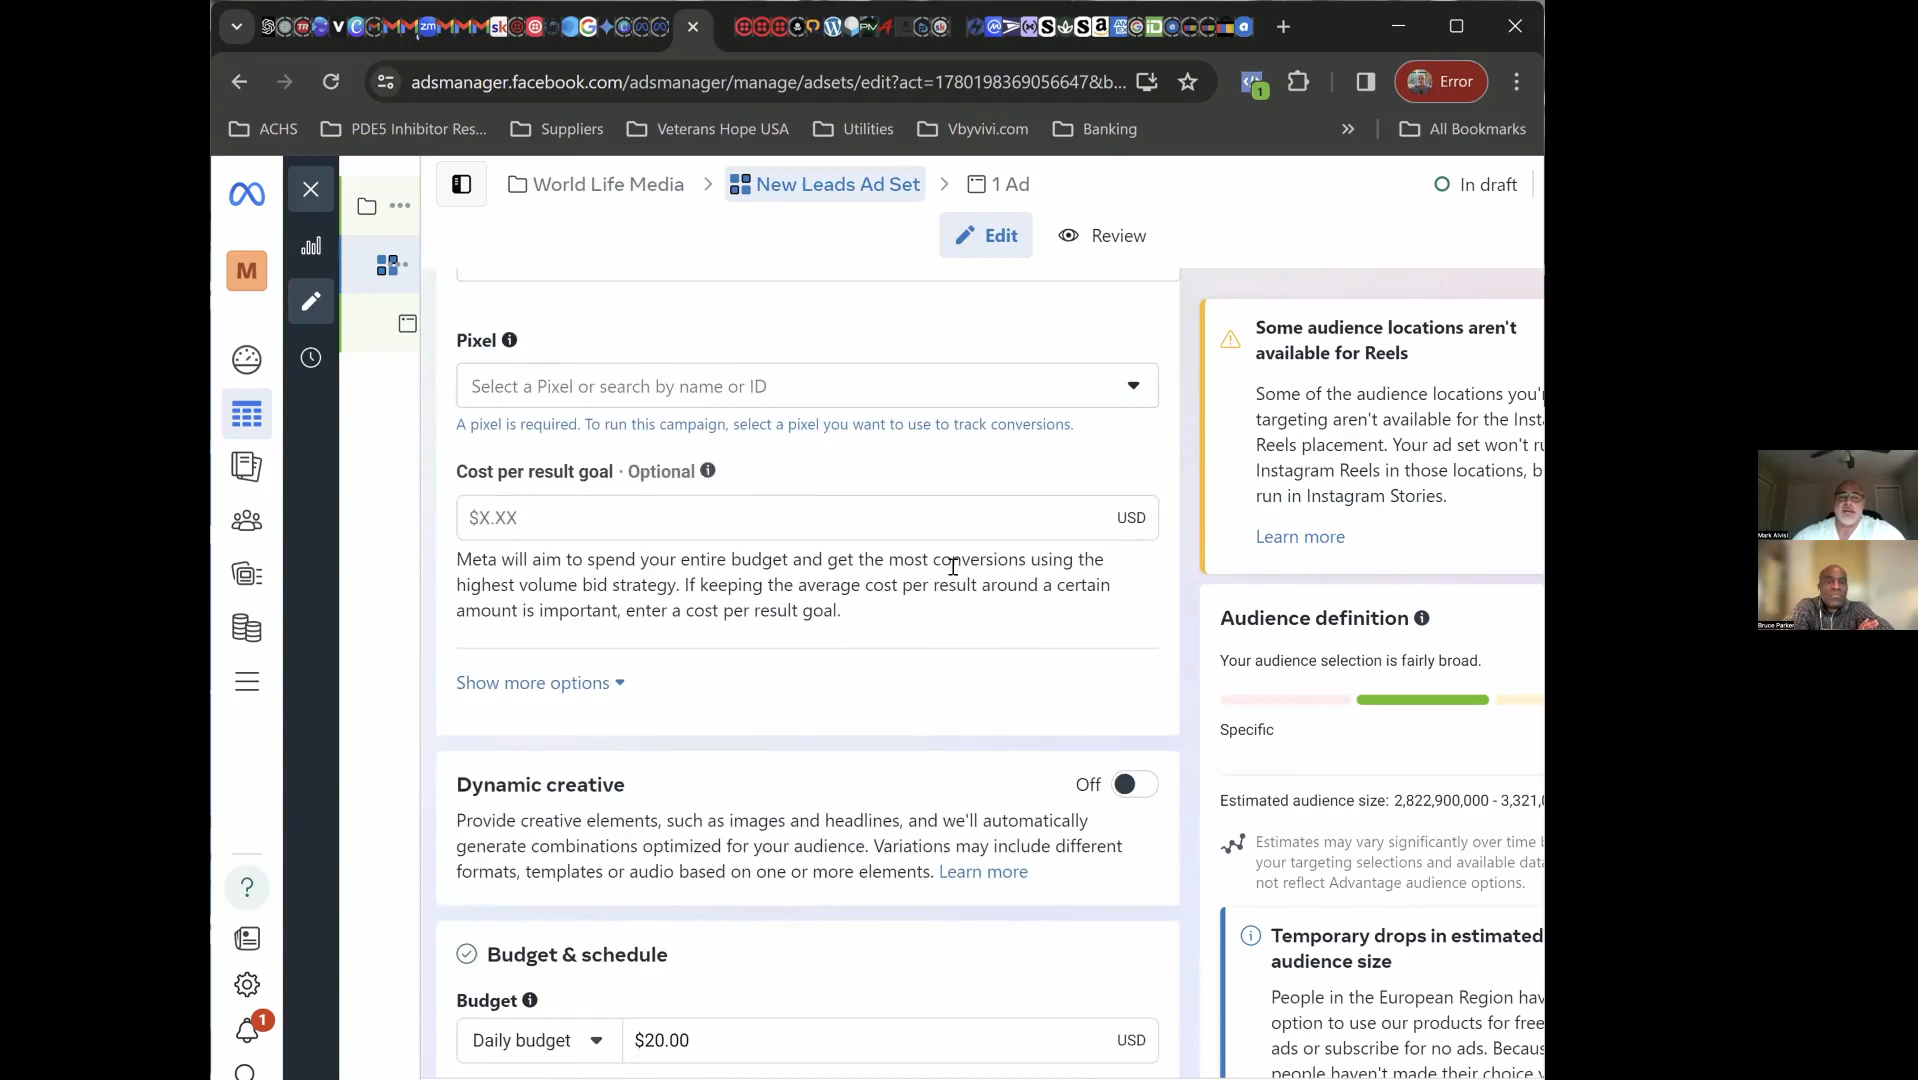 Error
adsmanager.facebook.com/adsmanager/manage/adsets/edit?act=1780198369056647&b...
1
ACHS
PDE5 Inhibitor Res...
Suppliers
Veterans Hope USA
Utilities
Vbyvivi.com
Banking
All Bookmarks
World Life Media
New Leads Ad Set
1 Ad
In draft
Edit
Review
M
Pixel
Select a Pixel or search by name or ID
A pixel is required. To run this campaign, select a pixel you want to use to track conversions.
Cost per result goal · Optional
$X.XX
USD
Meta will aim to spend your entire budget and get the most conversions using the
highest volume bid strategy. If keeping the average cost per result around a certain
amount is important, enter a cost per result goal.
Show more options
Dynamic creative
Off
Provide creative elements, such as images and headlines, and we'll automatically
generate combinations optimized for your audience. Variations may include different
formats, templates or audio based on one or more elements. Learn more
Budget & schedule
Budget
Daily budget
$20.00
USD
1
Some audience locations aren't
available for Reels
Some of the audience locations you'
targeting aren't available for the Inst
Reels placement. Your ad set won't r
Instagram Reels in those locations, b
run in Instagram Stories.
Learn more
Audience definition
Your audience selection is fairly broad.
Specific
Estimated audience size: 2,822,900,000 - 3,321,
Estimates may vary significantly over time b
your targeting selections and available dat
not reflect Advantage audience options.
Temporary drops in estimated
audience size
People in the European Region hav
option to use our products for free
ads or subscribe for no ads. Becaus
people haven't made their choice y
Mark Alvisi
Bruce Parker